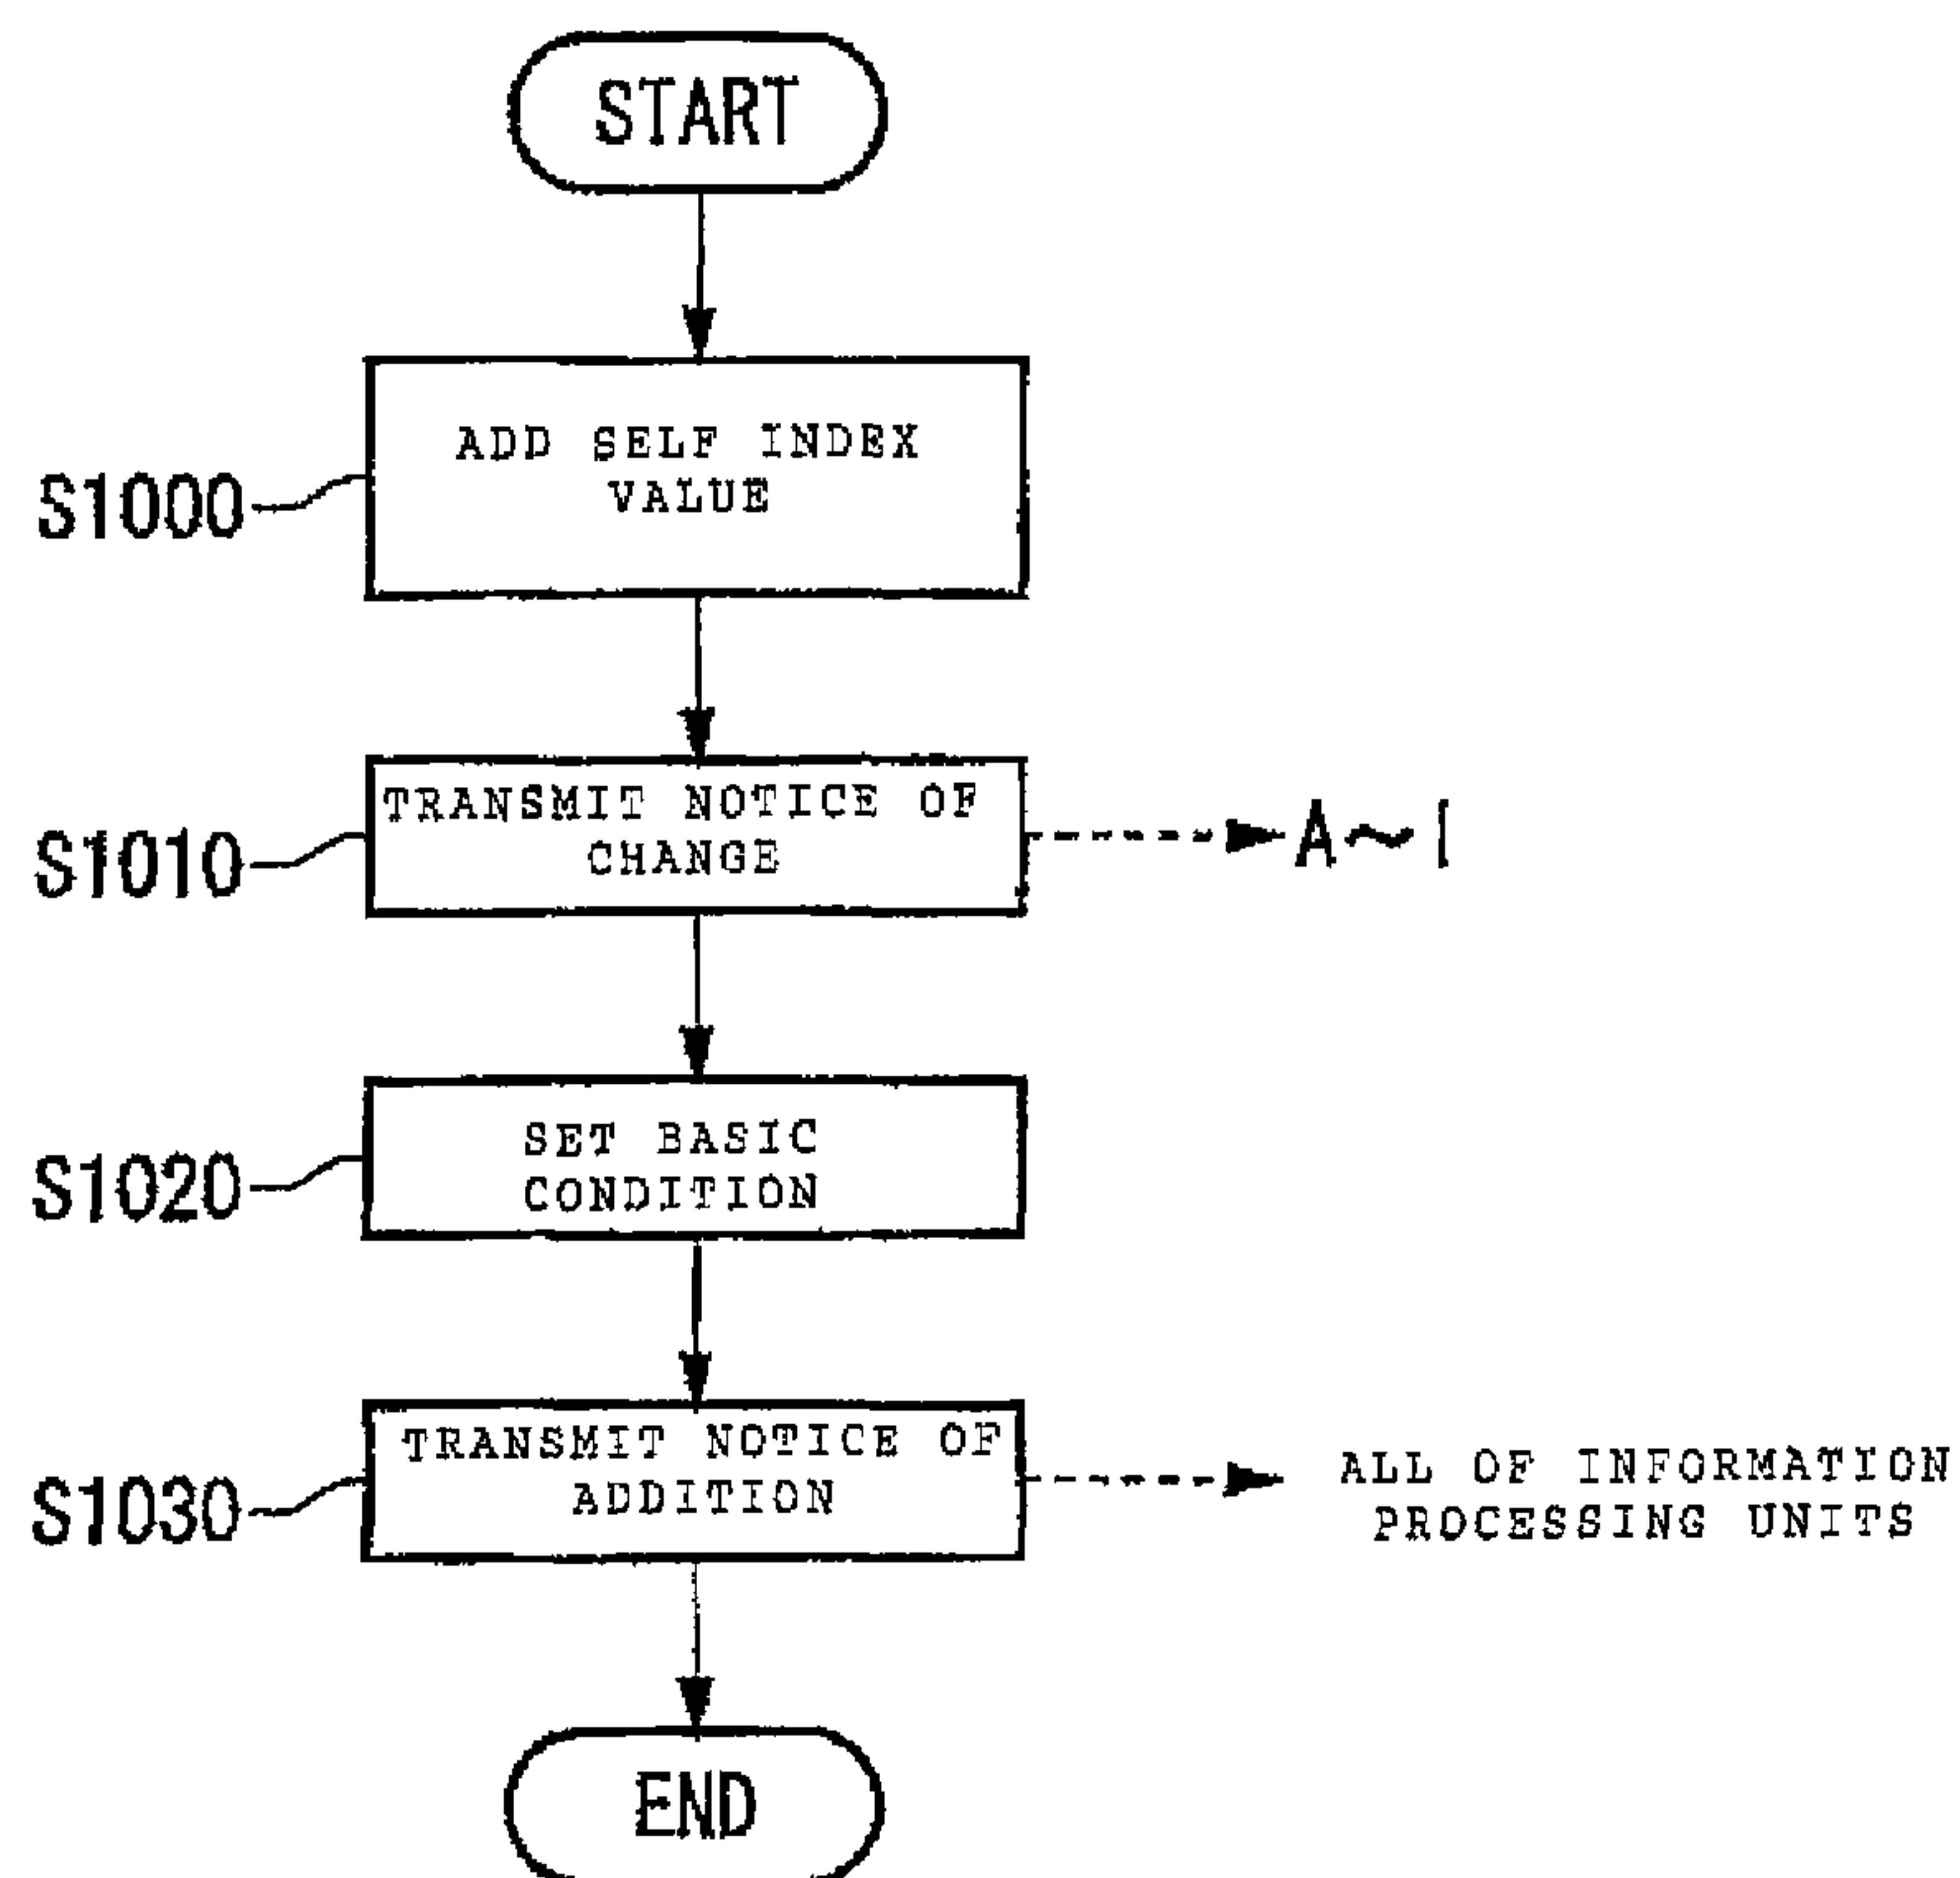 START
S1000
ADD SELF INDEX
VALUE
S1010
TRANSMIT NOTICE OF
CHANGE
A~I
S1020
SET BASIC
CONDITION
S1030
TRANSMIT NOTICE OF
ADDITION
ALL OF INFORMATION
PROCESSING UNITS
END